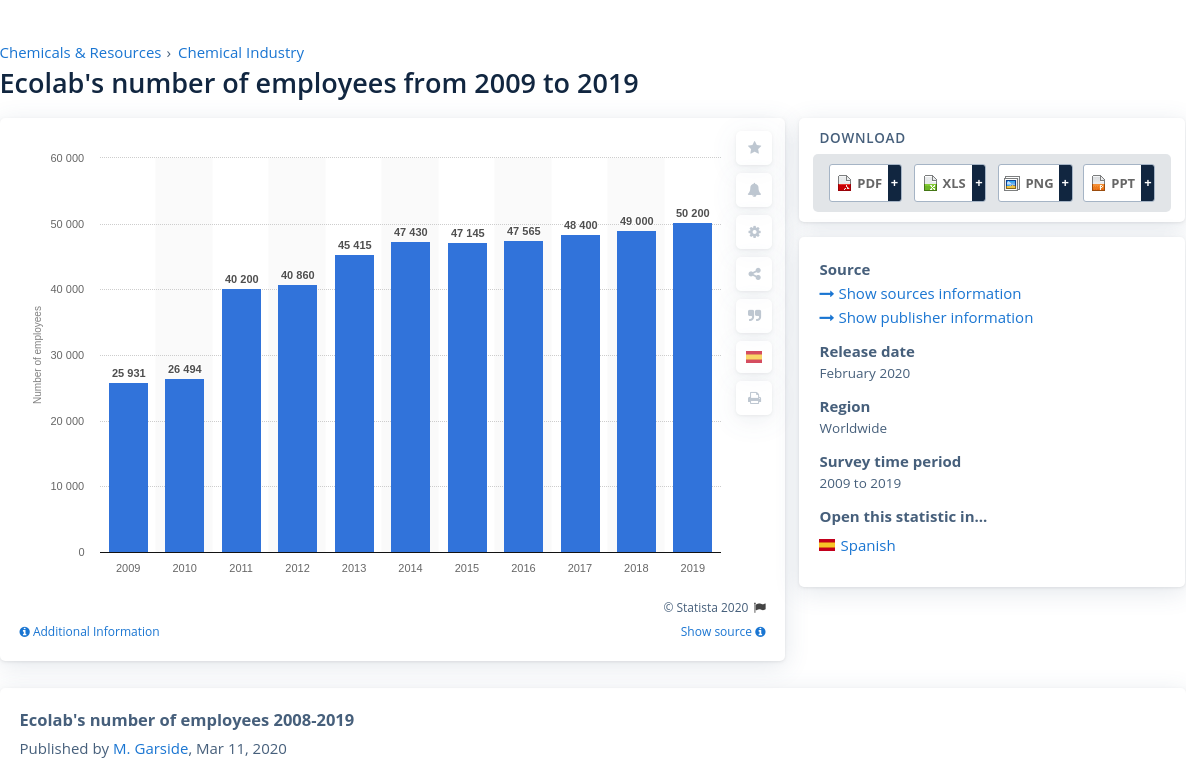 Chemicals & Resources › Chemical Industry
Ecolab's number of employees from 2009 to 2019
60 000
50 000
40 000
30 000
20 000
10 000
0
Number of employees
25 931
26 494
40 200
40 860
45 415
47 430
47 145
47 565
48 400
49 000
50 200
2009
2010
2011
2012
2013
2014
2015
2016
2017
2018
2019
© Statista 2020
Additional Information
Show source
DOWNLOAD
PDF +
XLS +
PNG +
PPT +
Source
Show sources information
Show publisher information
Release date
February 2020
Region
Worldwide
Survey time period
2009 to 2019
Open this statistic in...
Spanish
Ecolab's number of employees 2008-2019
Published by M. Garside, Mar 11, 2020